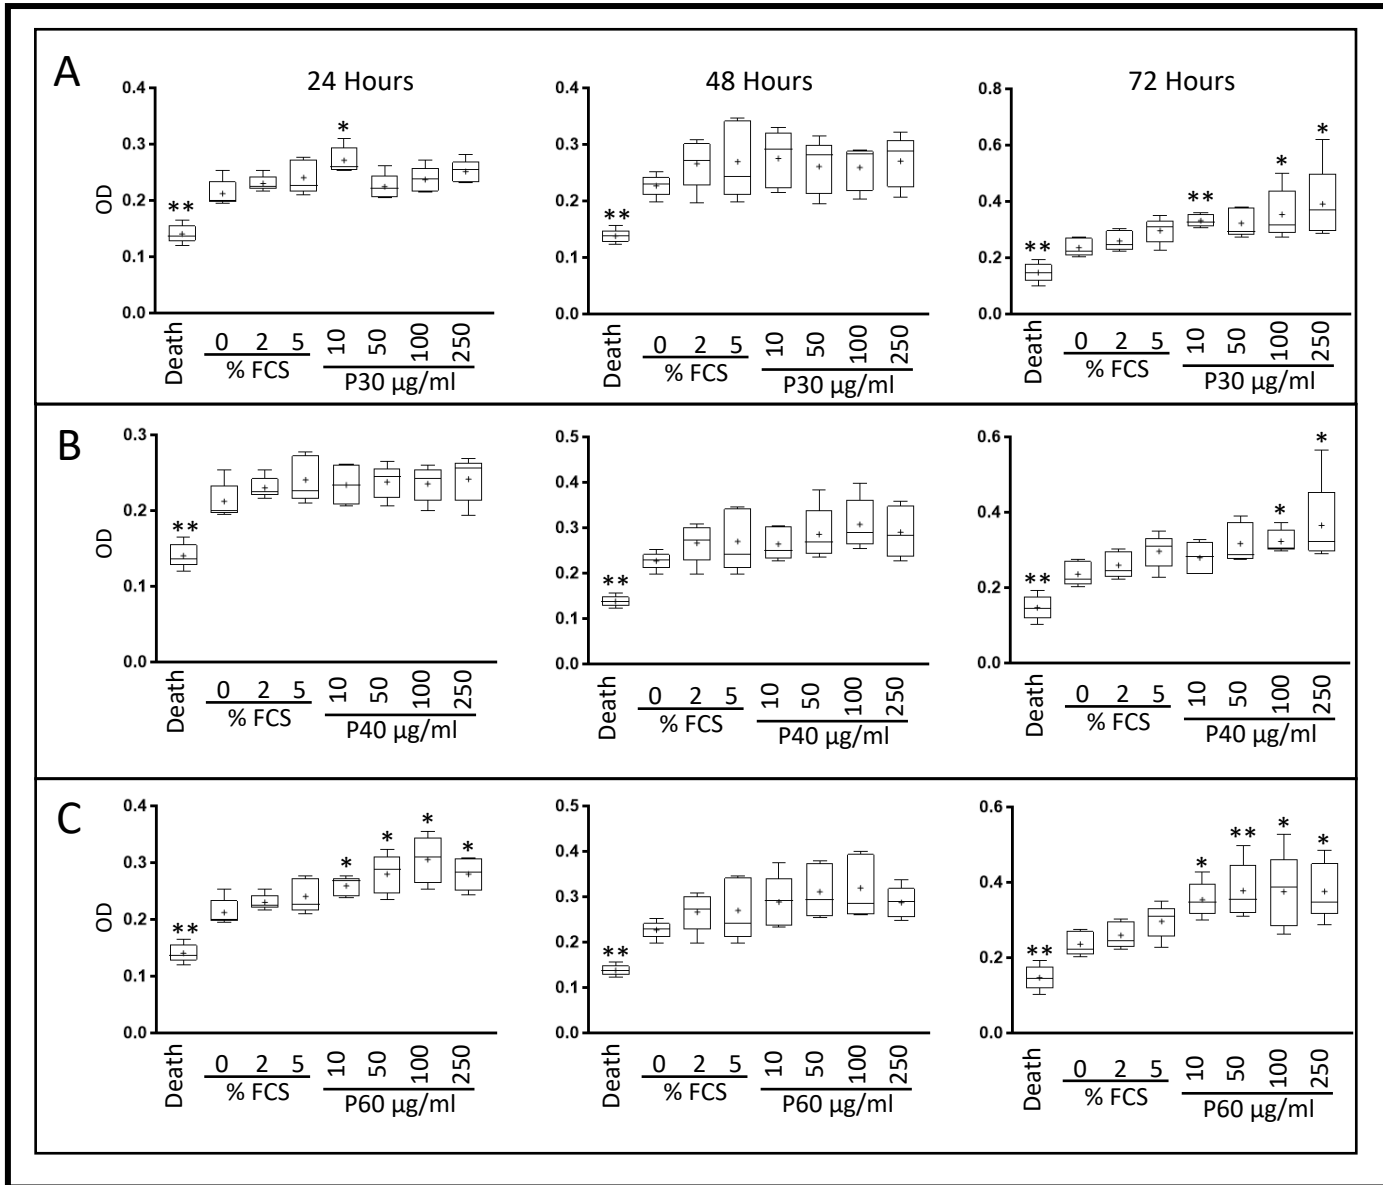 A
24 Hours 48 Hours 72 Hours
0.4 0.4 0.8
* *
0.3 0.3 0.6
* **
OD
** 0.2 ** 0.2 ** 0.4
0.1 0.1 0.2
0.0 0.0 0.0
Death 0 2 5 10 50 100 250 Death 0 2 5 10 50 100 250 Death 0 2 5 10 50 100 250
% FCS P30 µg/ml % FCS P30 µg/ml % FCS P30 µg/ml
B
0.3 0.5 0.6
*
0.4
OD
0.2 0.3 0.4
** ** ** *
0.1 0.2 0.2
0.1
0.0 0.0 0.0
Death 0 2 5 10 50 100 250 Death 0 2 5 10 50 100 250 Death 0 2 5 10 50 100 250
% FCS P40 µg/ml % FCS P40 µg/ml % FCS P40 µg/ml
C
0.4 0.5 0.6
* * * * * ** * *
0.3 0.4 0.4
OD
0.2 0.3
** ** **
0.1 0.2 0.2
0.1
0.0 0.0 0.0
Death 0 2 5 10 50 100 250 Death 0 2 5 10 50 100 250 Death 0 2 5 10 50 100 250
% FCS P60 µg/ml % FCS P60 µg/ml % FCS P60 µg/ml